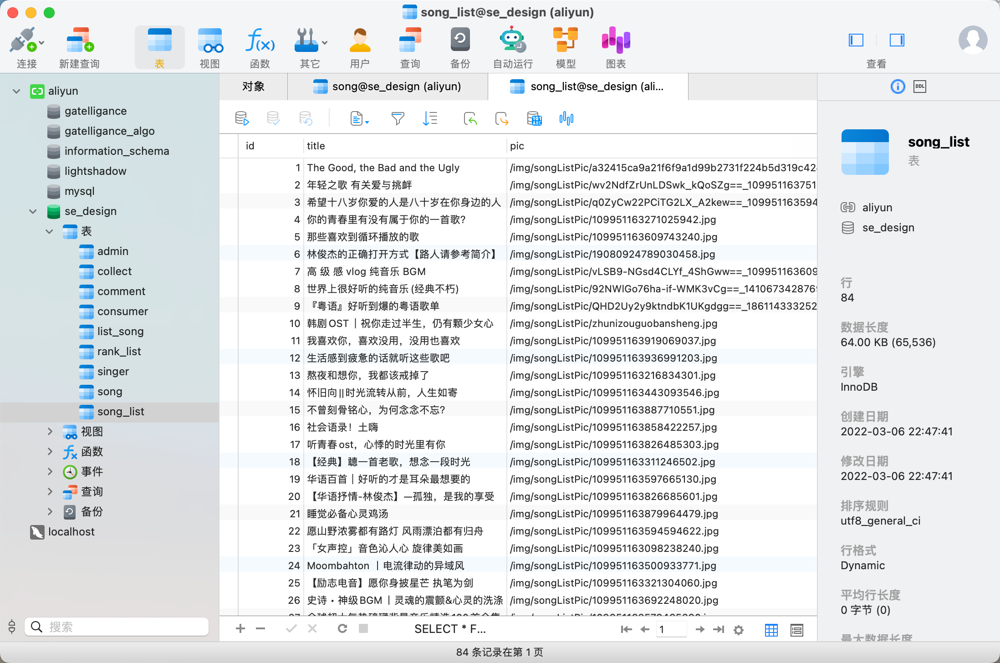 song_list@se_design (aliyun)
连接
新建查询
表
视图
函数
其它
用户
查询
备份
自动运行
模型
图表
查看
aliyun
gatelligance
gatelligance_algo
information_schema
lightshadow
mysql
se_design
表
admin
collect
comment
consumer
list_song
rank_list
singer
song
song_list
视图
函数
事件
查询
备份
localhost
搜索
对象
song@se_design (aliyun)
song_list@se_design (ali...
id title pic
1 The Good, the Bad and the Ugly /img/songListPic/a32415ca9a21f6f9a1d99b2731f224b5d319c42
2 年轻之歌 有关爱与挑衅 /img/songListPic/wv2NdfZrUnLDSwk_kQoSZg==_109951163751
3 希望十八岁你爱的人是八十岁在你身边的人 /img/songListPic/q0ZyCw22PCiTG2LX_A2kew==_109951163594
4 你的青春里有没有属于你的一首歌? /img/songListPic/109951163271025942.jpg
5 那些喜欢到循环播放的歌 /img/songListPic/109951163609743240.jpg
6 林俊杰的正确打开方式【路人请参考简介】 /img/songListPic/19080924789030458.jpg
7 高 级 感 vlog 纯音乐 BGM /img/songListPic/vLSB9-NGsd4CLYf_4ShGww==_109951163609
8 世界上很好听的纯音乐 (经典不朽) /img/songListPic/92NWlGo76ha-if-WMK3vCg==_141067342876
9 『粤语』好听到爆的粤语歌单 /img/songListPic/QHD2Uy2y9ktndbK1UKgdgg==_186114333252
10 韩剧OST｜祝你走过半生，仍有颗少女心 /img/songListPic/zhunizouguobansheng.jpg
11 我喜欢你，喜欢没用，没用也喜欢 /img/songListPic/109951163919069037.jpg
12 生活感到疲惫的话就听这些歌吧 /img/songListPic/109951163936991203.jpg
13 熬夜和想你，我都该戒掉了 /img/songListPic/109951163216834301.jpg
14 怀旧向||时光流转从前，人生如寄 /img/songListPic/109951163443093546.jpg
15 不曾刻骨铭心，为何念念不忘? /img/songListPic/109951163887710551.jpg
16 社会语录！土嗨 /img/songListPic/109951163858422257.jpg
17 听青春ost，心悸的时光里有你 /img/songListPic/109951163826485303.jpg
18 【经典】聽一首老歌，想念一段时光 /img/songListPic/109951163311246502.jpg
19 华语百首｜好听的才是耳朵最想要的 /img/songListPic/109951163597665130.jpg
20 【华语抒情-林俊杰】—孤独，是我的享受 /img/songListPic/109951163826685601.jpg
21 睡觉必备心灵鸡汤 /img/songListPic/109951163879964479.jpg
22 愿山野浓雾都有路灯 风雨漂泊都有归舟 /img/songListPic/109951163594594622.jpg
23 「女声控」音色沁人心 旋律美如画 /img/songListPic/109951163098238240.jpg
24 Moombahton ｜电流律动的异域风 /img/songListPic/109951163500933771.jpg
25 【励志电音】愿你身披星芒 执笔为剑 /img/songListPic/109951163321304060.jpg
26 史诗・神级BGM｜灵魂的震颤&心灵的洗涤 /img/songListPic/109951163692248020.jpg
SELECT * F...
1
DDL
song_list
表
aliyun
se_design
行
84
数据长度
64.00 KB (65,536)
引擎
InnoDB
创建日期
2022-03-06 22:47:41
修改日期
2022-03-06 22:47:41
排序规则
utf8_general_ci
行格式
Dynamic
平均行长度
0 字节 (0)
最大数据长度
84 条记录在第 1 页